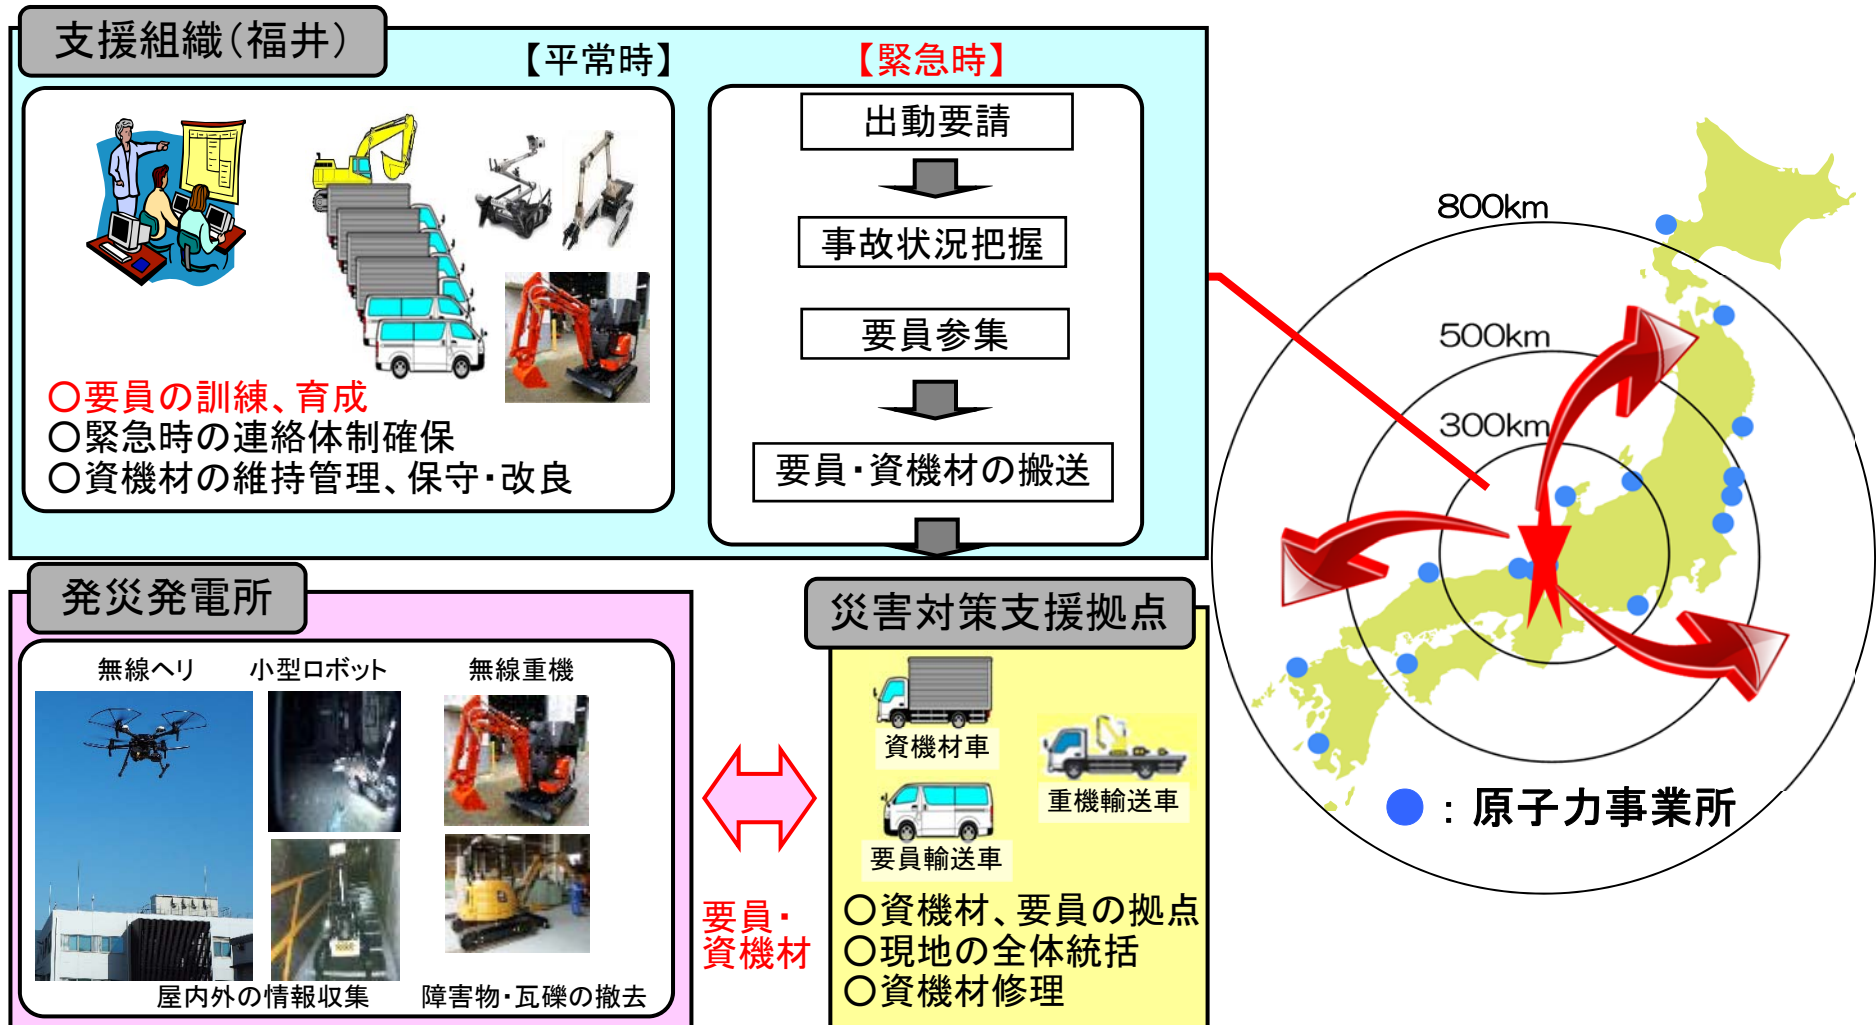 支援組織(福井)
【平常時】
【緊急時】
○要員の訓練、育成
○緊急時の連絡体制確保
○資機材の維持管理、保守・改良
出動要請
事故状況把握
要員参集
要員・資機材の搬送
800km
500km
300km
●：原子力事業所
発災発電所
無線ヘリ
小型ロボット
無線重機
屋内外の情報収集
障害物・瓦礫の撤去
要員・
資機材
災害対策支援拠点
資機材車
重機輸送車
要員輸送車
○資機材、要員の拠点
○現地の全体統括
○資機材修理